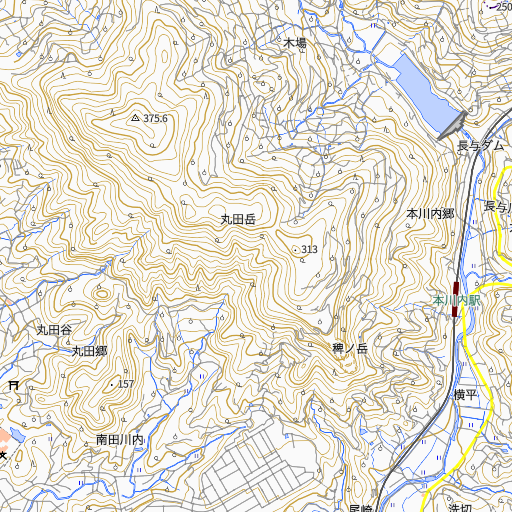 250
木場
375.6
長与ダム
長与川
本川内郷
丸田岳
313
本川内駅
丸田谷
丸田郷
稗ノ岳
157
横平
南田川内
尾崎
洗切